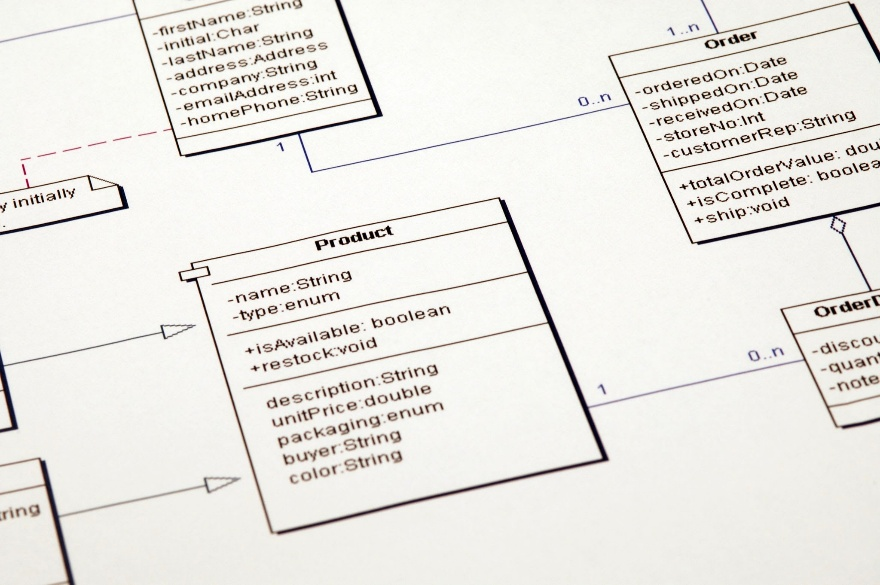 -firstName:String
-initial:Char
-lastName:String
-address:Address
-company:String
-emailAddress:int
-homePhone:String
1
0..n
1..n
Order
-orderedOn:Date
-shippedOn:Date
-receivedOn:Date
-storeNo:Int
-customerRep:String
+totalOrderValue: dou
+isComplete: boolea
+ship:void
y initially
Product
-name:String
-type:enum
+isAvailable: boolean
+restock:void
description:String
unitPrice:double
packaging:enum
buyer:String
color:String
1
0..n
OrderD
-discou
-quant
-note
ring